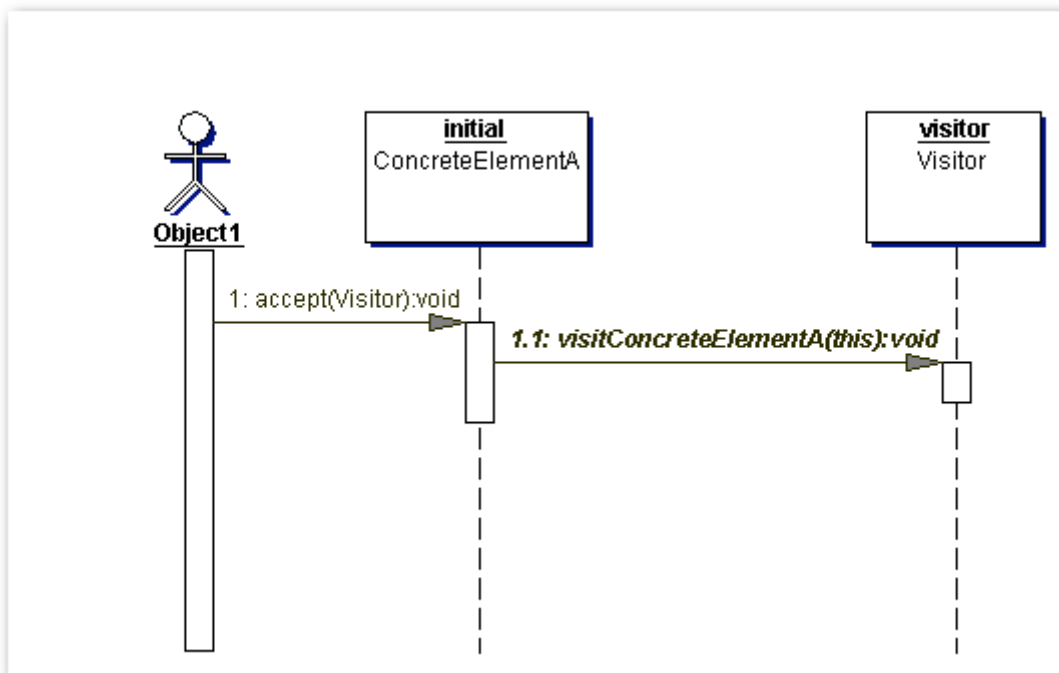 initial
ConcreteElementA
visitor
Visitor
Object1
1: accept(Visitor):void
1.1: visitConcreteElementA(this):void